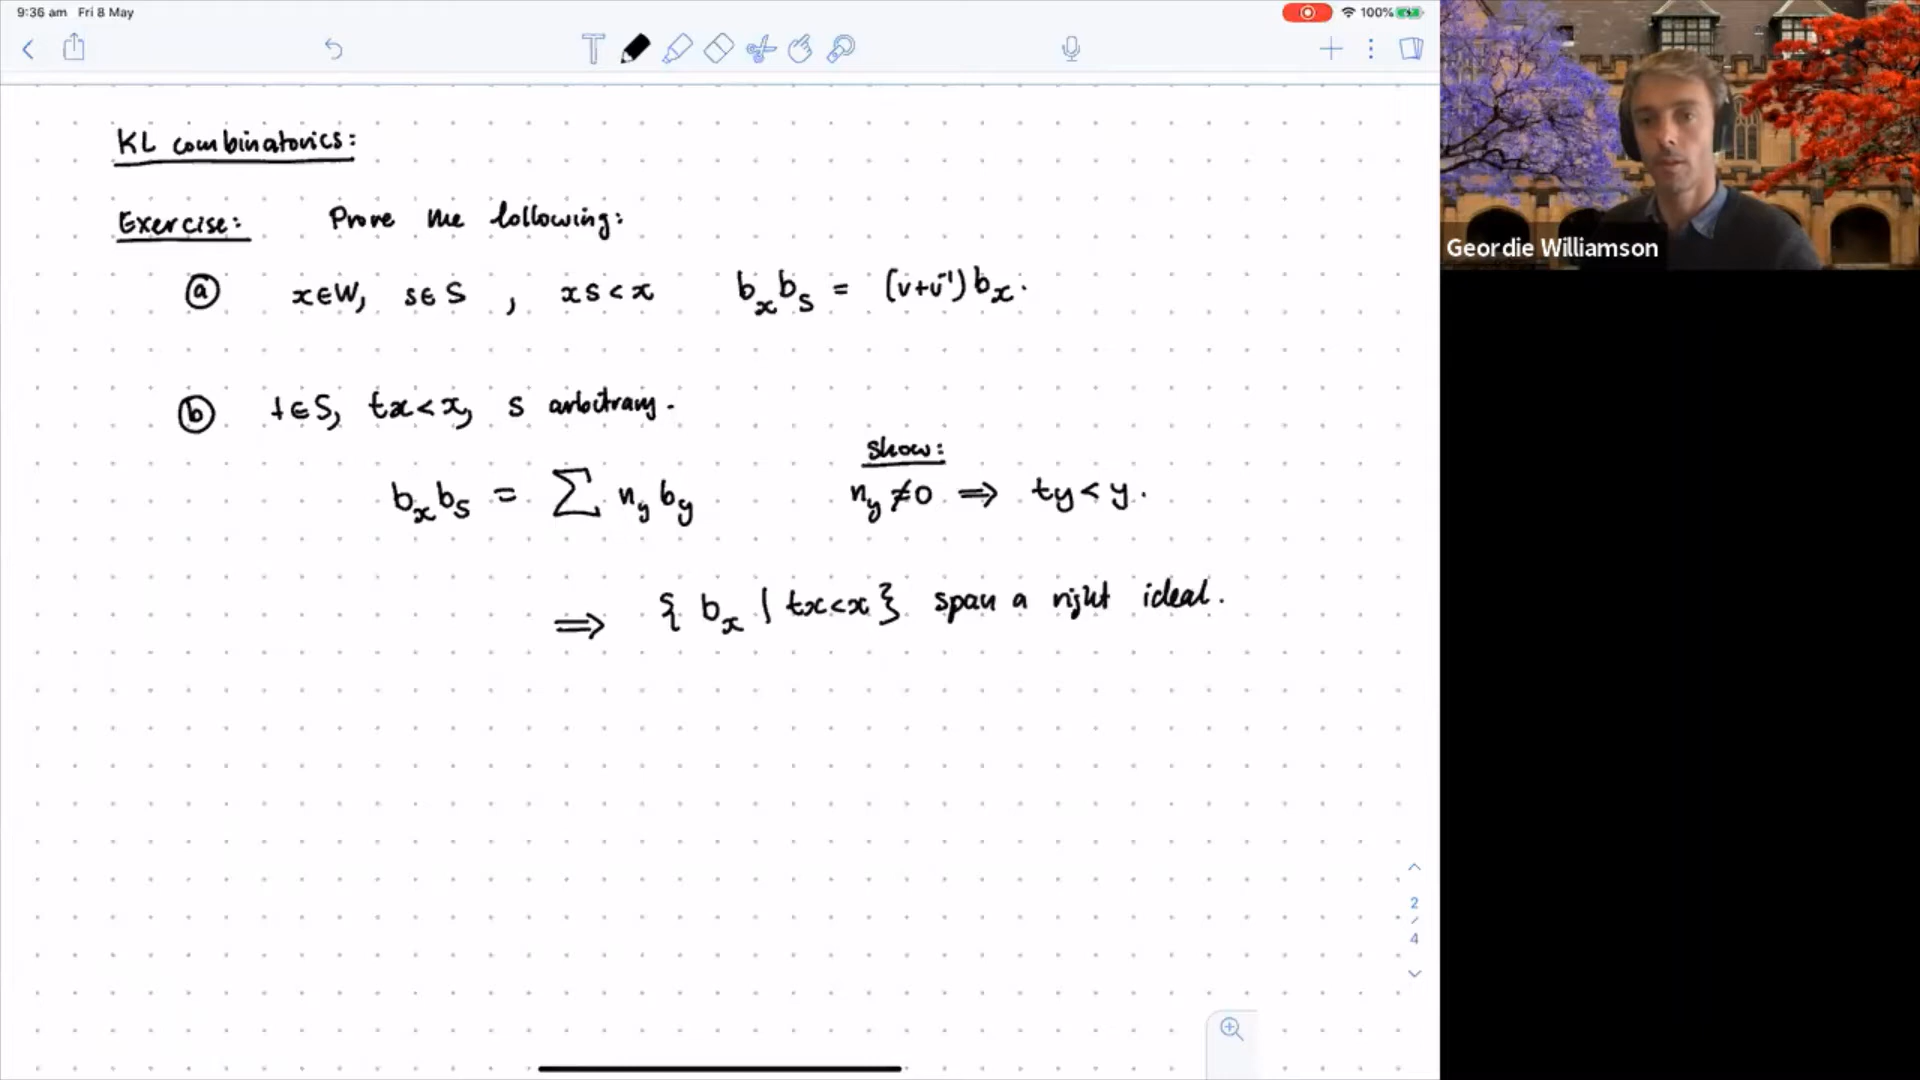 9:36 am Fri 8 May
100%
KL combinatorics:
Exercise: Prove the following:
ⓐ x∈W, s∈S, xs<x b_x b_s = (v+v⁻¹) b_x.
ⓑ t∈S, tx<x, s arbitrary.
Show:
b_x b_s = ∑ n_y b_y n_y≠0 ⟹ ty<y.
⟹ { b_x | tx<x } span a right ideal.
2
/
4
Geordie Williamson